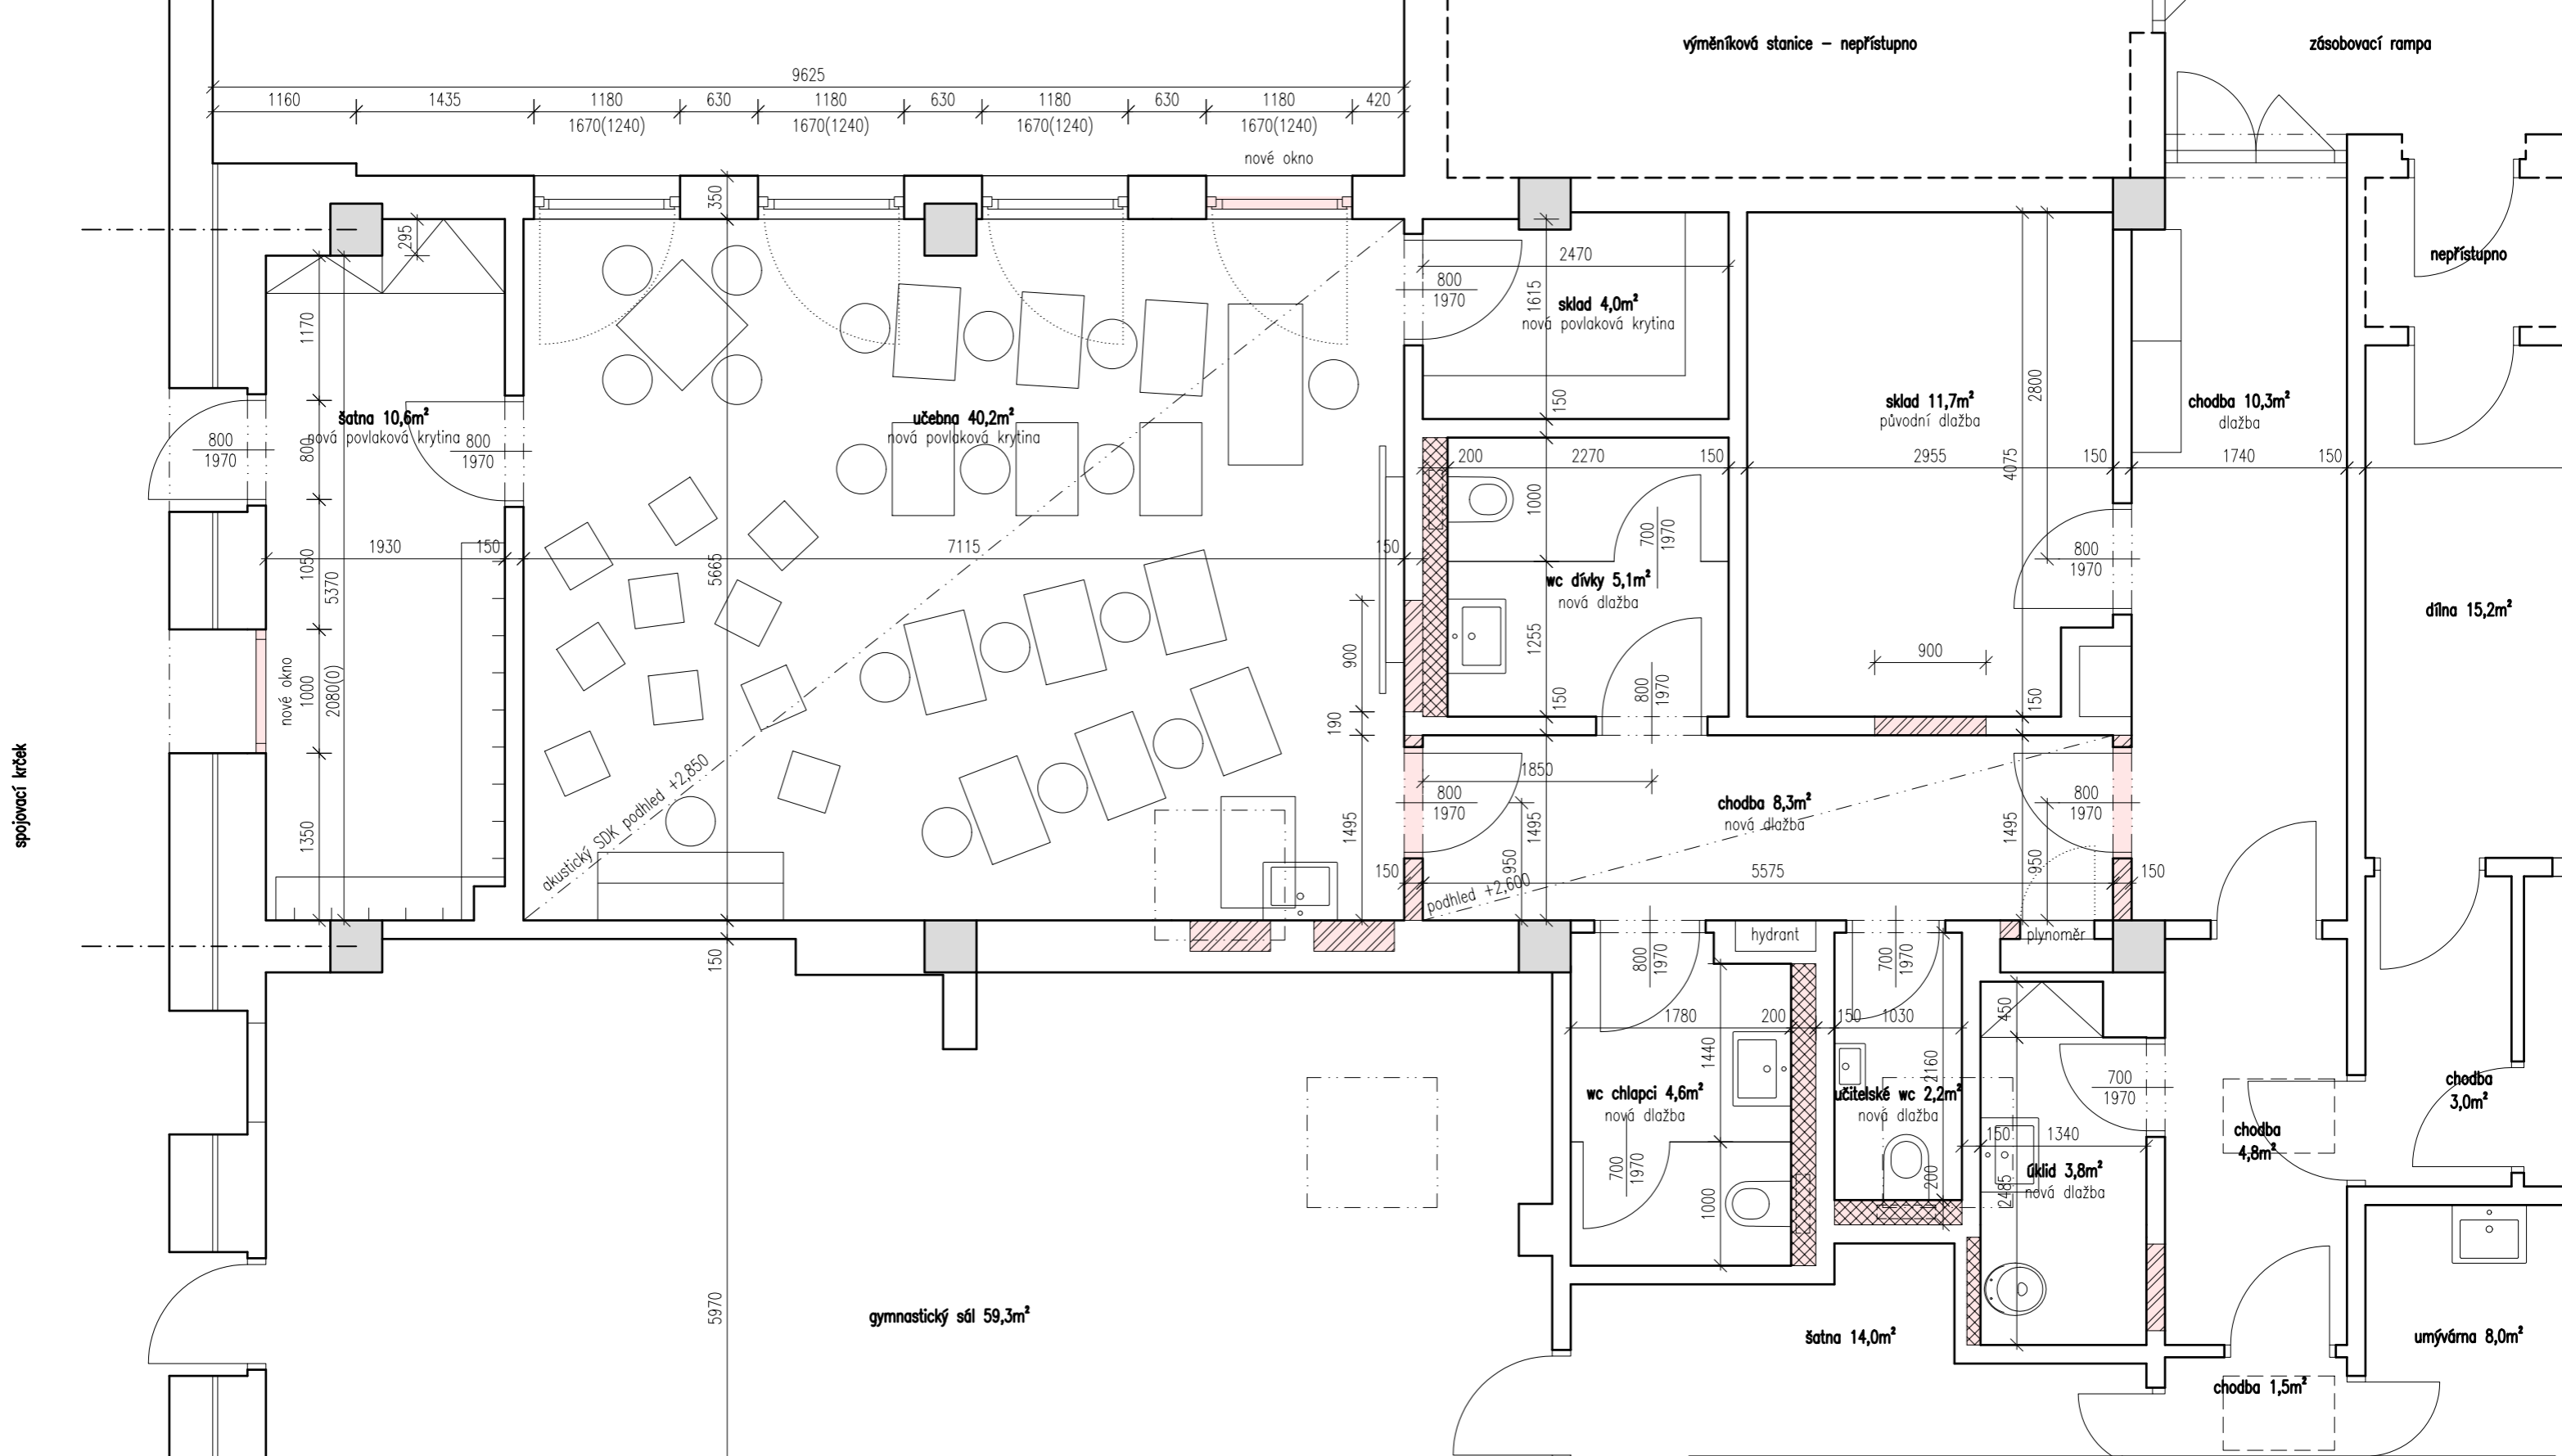 výměníková stanice – nepřístupno
zásobovací rampa
9625
1160
1435
1180
630
1180
630
1180
630
1180
420
1670(1240)
1670(1240)
1670(1240)
1670(1240)
nové okno
350
295
nepřístupno
2470
800
1970
1615
sklad 4,0m²
nová povlaková krytina
150
1170
2800
sklad 11,7m²
původní dlažba
chodba 10,3m²
dlažba
šatna 10,6m²
nová povlaková krytina
učebna 40,2m²
nová povlaková krytina
800
1970
800
800
1970
200
2270
150
2955
4075
150
1740
150
1000
700
1970
1930
150
7115
150
5665
1050
5370
800
1970
wc dívky 5,1m²
nová dlažba
dílna 15,2m²
1255
900
900
nové okno
1000
2080(0)
800
1970
150
150
190
spojovací krček
akustický SDK podhled +2,850
1850
800
1970
chodba 8,3m²
nová dlažba
800
1970
1350
1495
1495
1495
950
950
150
5575
150
podhled +2,600
150
800
1970
hydrant
700
1970
plynoměr
1780
200
150
1030
450
1440
2160
700
1970
wc chlapci 4,6m²
nová dlažba
učitelské wc 2,2m²
nová dlažba
chodba
3,0m²
chodba
4,8m²
150
1340
700
1970
1000
200
2485
úklid 3,8m²
nová dlažba
5970
gymnastický sál 59,3m²
šatna 14,0m²
umývárna 8,0m²
chodba 1,5m²